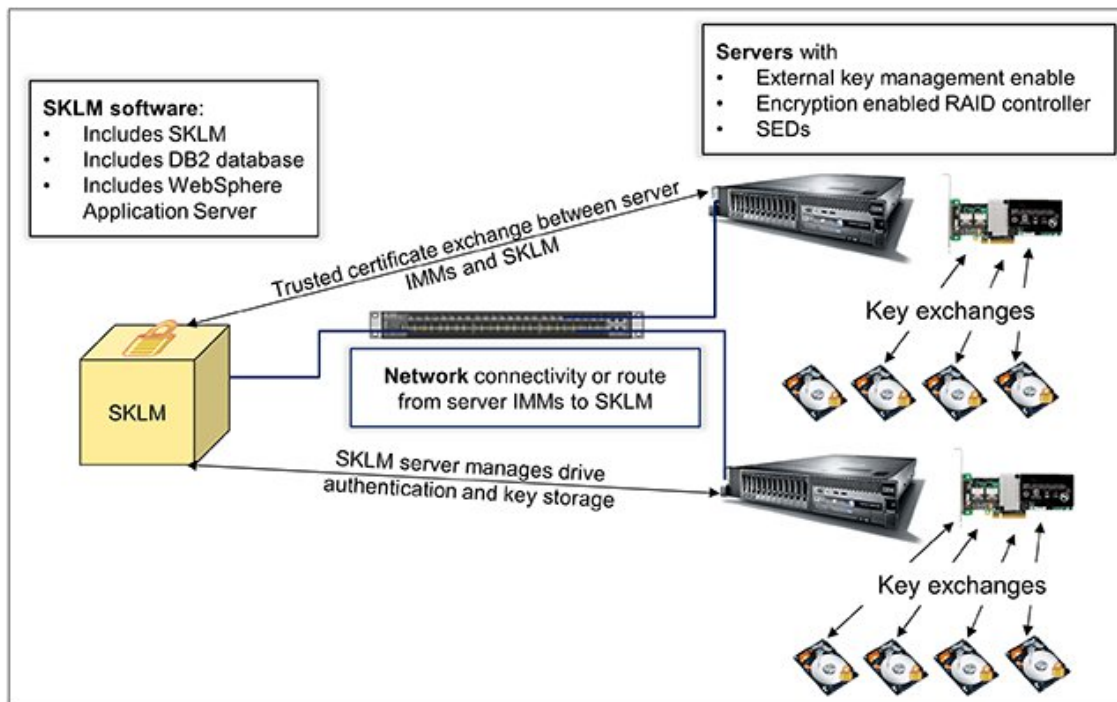 SKLM software:
• Includes SKLM
• Includes DB2 database
• Includes WebSphere
Application Server
Servers with
• External key management enable
• Encryption enabled RAID controller
• SEDs
Trusted certificate exchange between server
IMMs and SKLM
Key exchanges
SKLM
Network connectivity or route
from server IMMs to SKLM
SKLM server manages drive
authentication and key storage
Key exchanges